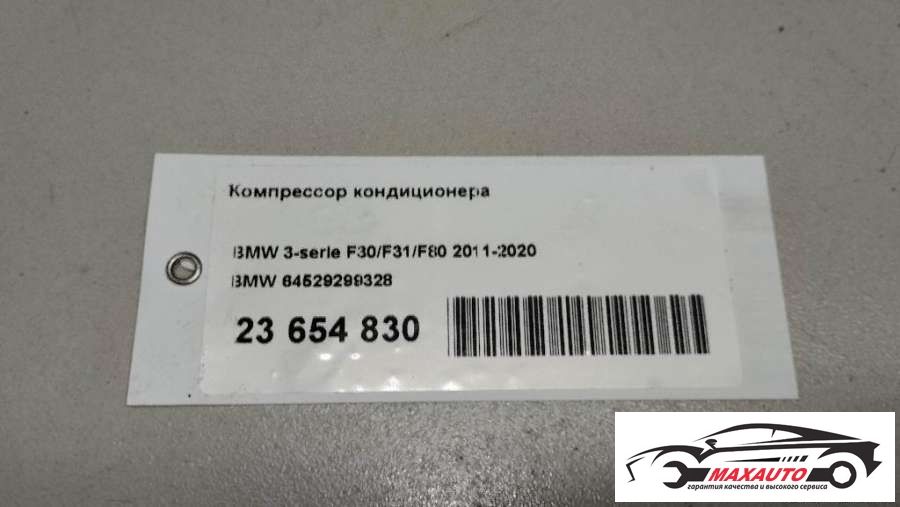 Компрессор кондиционера
BMW 3-serie F30/F31/F80 2011-2020
BMW 64529299328
23 654 830
MAXAUTO
гарантия качества и высокого сервиса